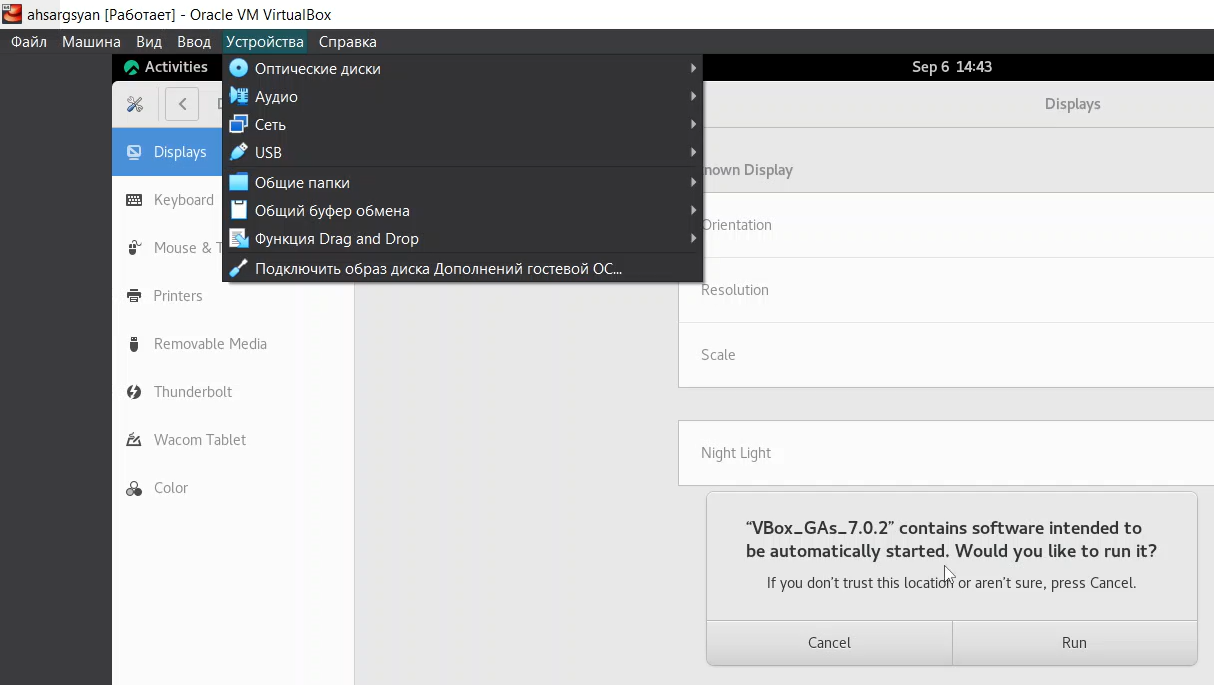 ahsargsyan [Работает] - Oracle VM VirtualBox
Файл Машина Вид Ввод Устройства Справка
Activities Sep 6 14:43
Оптические диски
Аудио
Сеть
USB
Общие папки
Общий буфер обмена
Функция Drag and Drop
Подключить образ диска Дополнений гостевой ОС...
Displays
Displays
Keyboard
Mouse & T
Printers
Removable Media
Thunderbolt
Wacom Tablet
Color
nown Display
Orientation
Resolution
Scale
Night Light
“VBox_GAs_7.0.2” contains software intended to
be automatically started. Would you like to run it?
If you don't trust this location or aren't sure, press Cancel.
Cancel Run